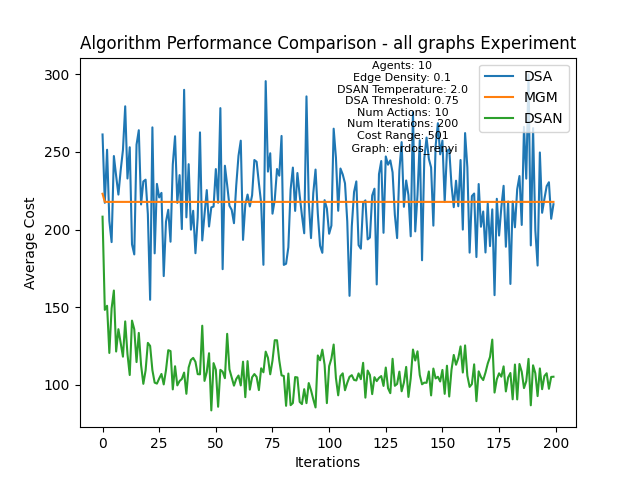 Algorithm Performance Comparison - all graphs Experiment
Agents: 10
Edge Density: 0.1
DSAN Temperature: 2.0
DSA Threshold: 0.75
Num Actions: 10
Num Iterations: 200
Cost Range: 501
Graph: erdos_renyi
DSA
MGM
DSAN
Average Cost
300
250
200
150
100
0
25
50
75
100
125
150
175
200
Iterations